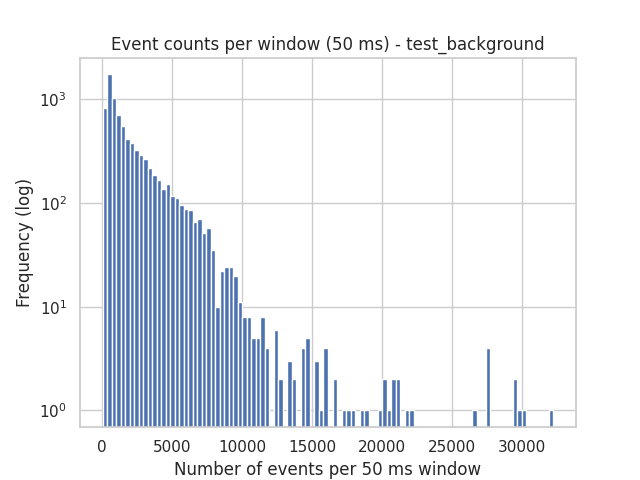 Event counts per window (50 ms) - test_background
Frequency (log)
10³
10²
10¹
10⁰
0 5000 10000 15000 20000 25000 30000
Number of events per 50 ms window